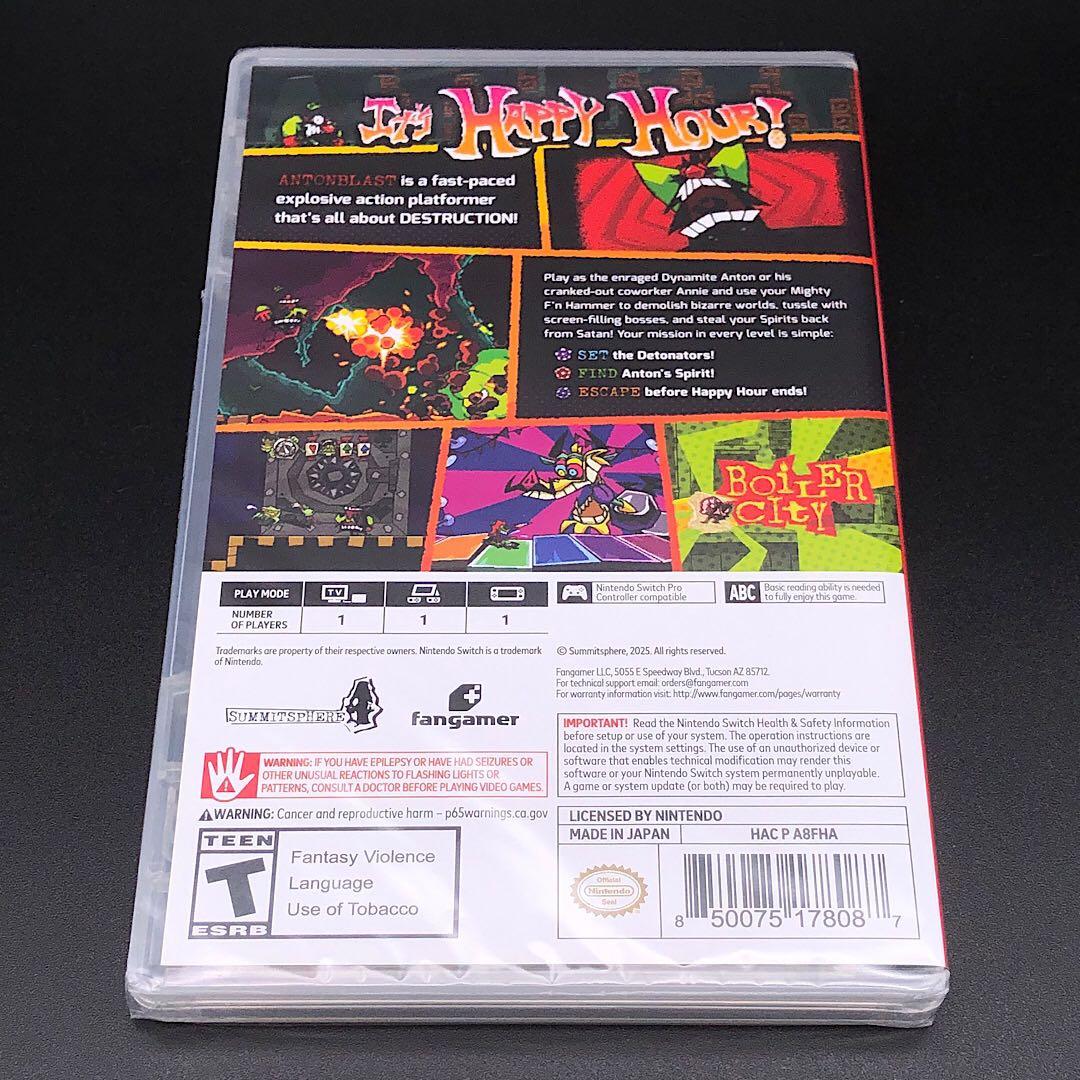 It's Happy Hour!
ANTONBLAST is a fast-paced
explosive action platformer
that's all about DESTRUCTION!
Play as the enraged Dynamite Anton or his
cranked-out coworker Annie and use your Mighty
F'n Hammer to demolish bizarre worlds, tussle with
screen-filling bosses, and steal your Spirits back
from Satan! Your mission in every level is simple:
SET the Detonators!
FIND Anton's Spirit!
ESCAPE before Happy Hour ends!
BOiLER
CitY
PLAY MODE
TV
NUMBER
OF PLAYERS
1
1
1
Nintendo Switch Pro
Controller compatible
ABC
Basic reading ability is needed
to fully enjoy this game.
Trademarks are property of their respective owners. Nintendo Switch is a trademark
of Nintendo.
© Summitsphere, 2025. All rights reserved.
Fangamer LLC, 5055 E Speedway Blvd., Tucson AZ 85712.
For technical support email: orders@fangamer.com
For warranty information visit: http://www.fangamer.com/pages/warranty
SUMMITSPHERE
fangamer
IMPORTANT! Read the Nintendo Switch Health & Safety Information
before setup or use of your system. The operation instructions are
located in the system settings. The use of an unauthorized device or
software that enables technical modification may render this
software or your Nintendo Switch system permanently unplayable.
A game or system update (or both) may be required to play.
WARNING: IF YOU HAVE EPILEPSY OR HAVE HAD SEIZURES OR
OTHER UNUSUAL REACTIONS TO FLASHING LIGHTS OR
PATTERNS, CONSULT A DOCTOR BEFORE PLAYING VIDEO GAMES.
WARNING: Cancer and reproductive harm – p65warnings.ca.gov
LICENSED BY NINTENDO
MADE IN JAPAN
HAC P A8FHA
TEEN
T
ESRB
Fantasy Violence
Language
Use of Tobacco
Official
Nintendo
Seal
8 50075 17808 7